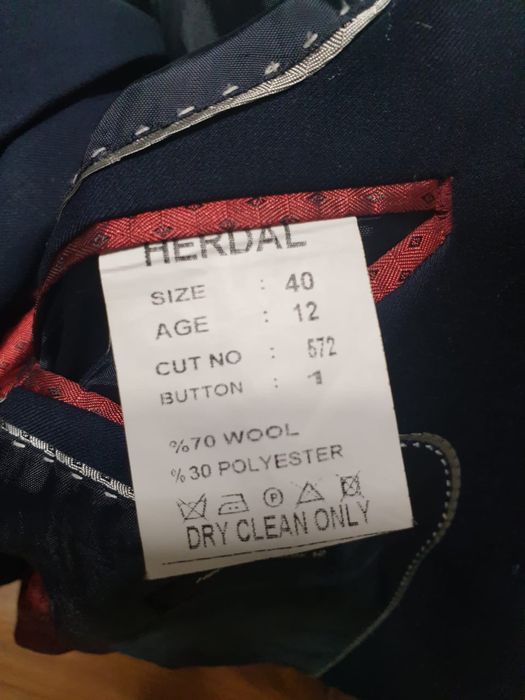 HERDAL
SIZE : 40
AGE : 12
CUT NO : 572
BUTTON : 1
%70 WOOL
%30 POLYESTER
P
DRY CLEAN ONLY